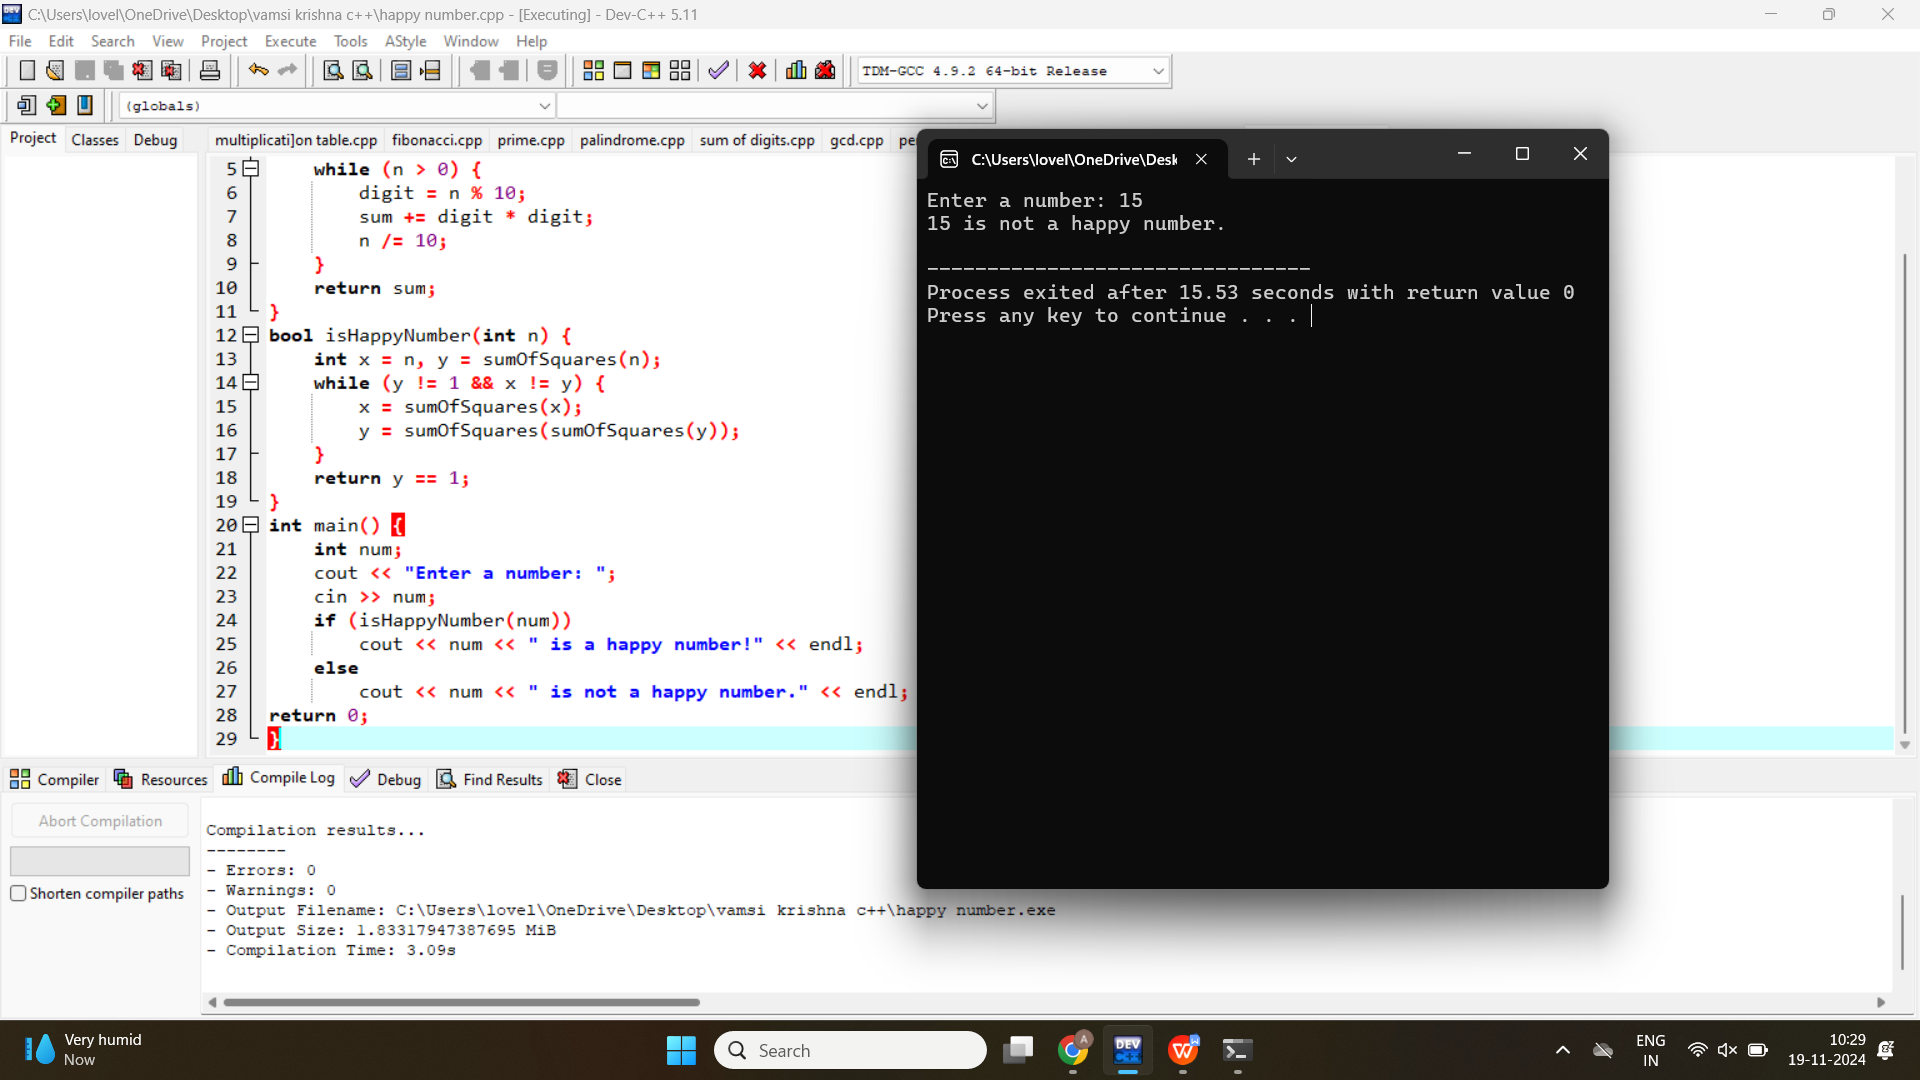 C:\Users\lovel\OneDrive\Desktop\vamsi krishna c++\happy number.cpp - [Executing] - Dev-C++ 5.11
File Edit Search View Project Execute Tools AStyle Window Help
TDM-GCC 4.9.2 64-bit Release
(globals)
Project Classes Debug
multiplicati]on table.cpp fibonacci.cpp prime.cpp palindrome.cpp sum of digits.cpp gcd.cpp
5 while (n > 0) {
6 digit = n % 10;
7 sum += digit * digit;
8 n /= 10;
9 }
10 return sum;
11 }
12 bool isHappyNumber(int n) {
13 int x = n, y = sumOfSquares(n);
14 while (y != 1 && x != y) {
15 x = sumOfSquares(x);
16 y = sumOfSquares(sumOfSquares(y));
17 }
18 return y == 1;
19 }
20 int main() {
21 int num;
22 cout << "Enter a number: ";
23 cin >> num;
24 if (isHappyNumber(num))
25 cout << num << " is a happy number!" << endl;
26 else
27 cout << num << " is not a happy number." << endl;
28 return 0;
29 }
C:\Users\lovel\OneDrive\Desk
Enter a number: 15
15 is not a happy number.
--------------------------------
Process exited after 15.53 seconds with return value 0
Press any key to continue . . .
Compiler Resources Compile Log Debug Find Results Close
Abort Compilation
Shorten compiler paths
Compilation results...
--------
- Errors: 0
- Warnings: 0
- Output Filename: C:\Users\lovel\OneDrive\Desktop\vamsi krishna c++\happy number.exe
- Output Size: 1.83317947387695 MiB
- Compilation Time: 3.09s
Very humid
Now
Search
DEV
C++
ENG
IN
10:29
19-11-2024